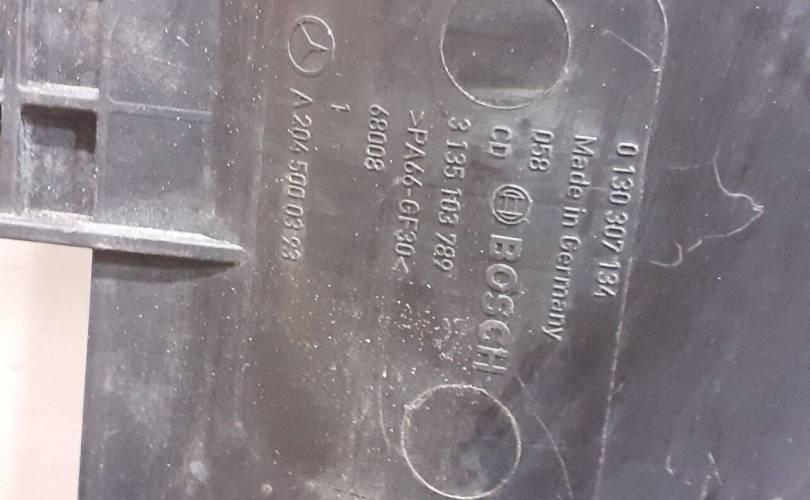 0 130 307 134
Made in Germany
058
CD BOSCH
3 135 103 789
>PA66-GF30<
68008
1
A 204 500 03 93